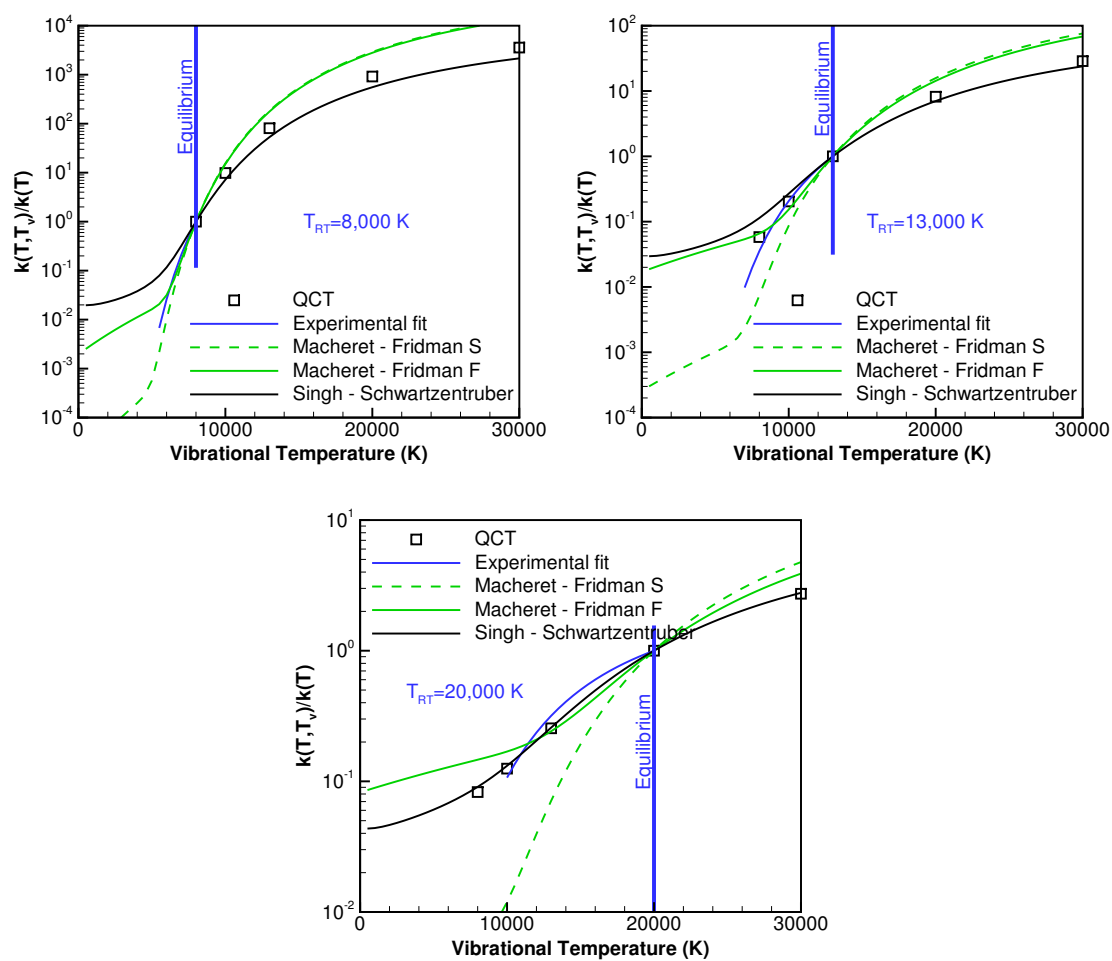 10^4
10^3
10^2
10^1
10^0
10^-1
10^-2
10^-3
10^-4
k(T,T_v)/k(T)
Equilibrium
T_RT=8,000 K
QCT
Experimental fit
Macheret - Fridman S
Macheret - Fridman F
Singh - Schwartzentruber
0 10000 20000 30000
Vibrational Temperature (K)
10^2
10^1
10^0
10^-1
10^-2
10^-3
10^-4
k(T,T_v)/k(T)
Equilibrium
T_RT=13,000 K
QCT
Experimental fit
Macheret - Fridman S
Macheret - Fridman F
Singh - Schwartzentruber
0 10000 20000 30000
Vibrational Temperature (K)
10^1
10^0
10^-1
10^-2
k(T,T_v)/k(T)
QCT
Experimental fit
Macheret - Fridman S
Macheret - Fridman F
Singh - Schwartzentruber
T_RT=20,000 K
Equilibrium
0 10000 20000 30000
Vibrational Temperature (K)